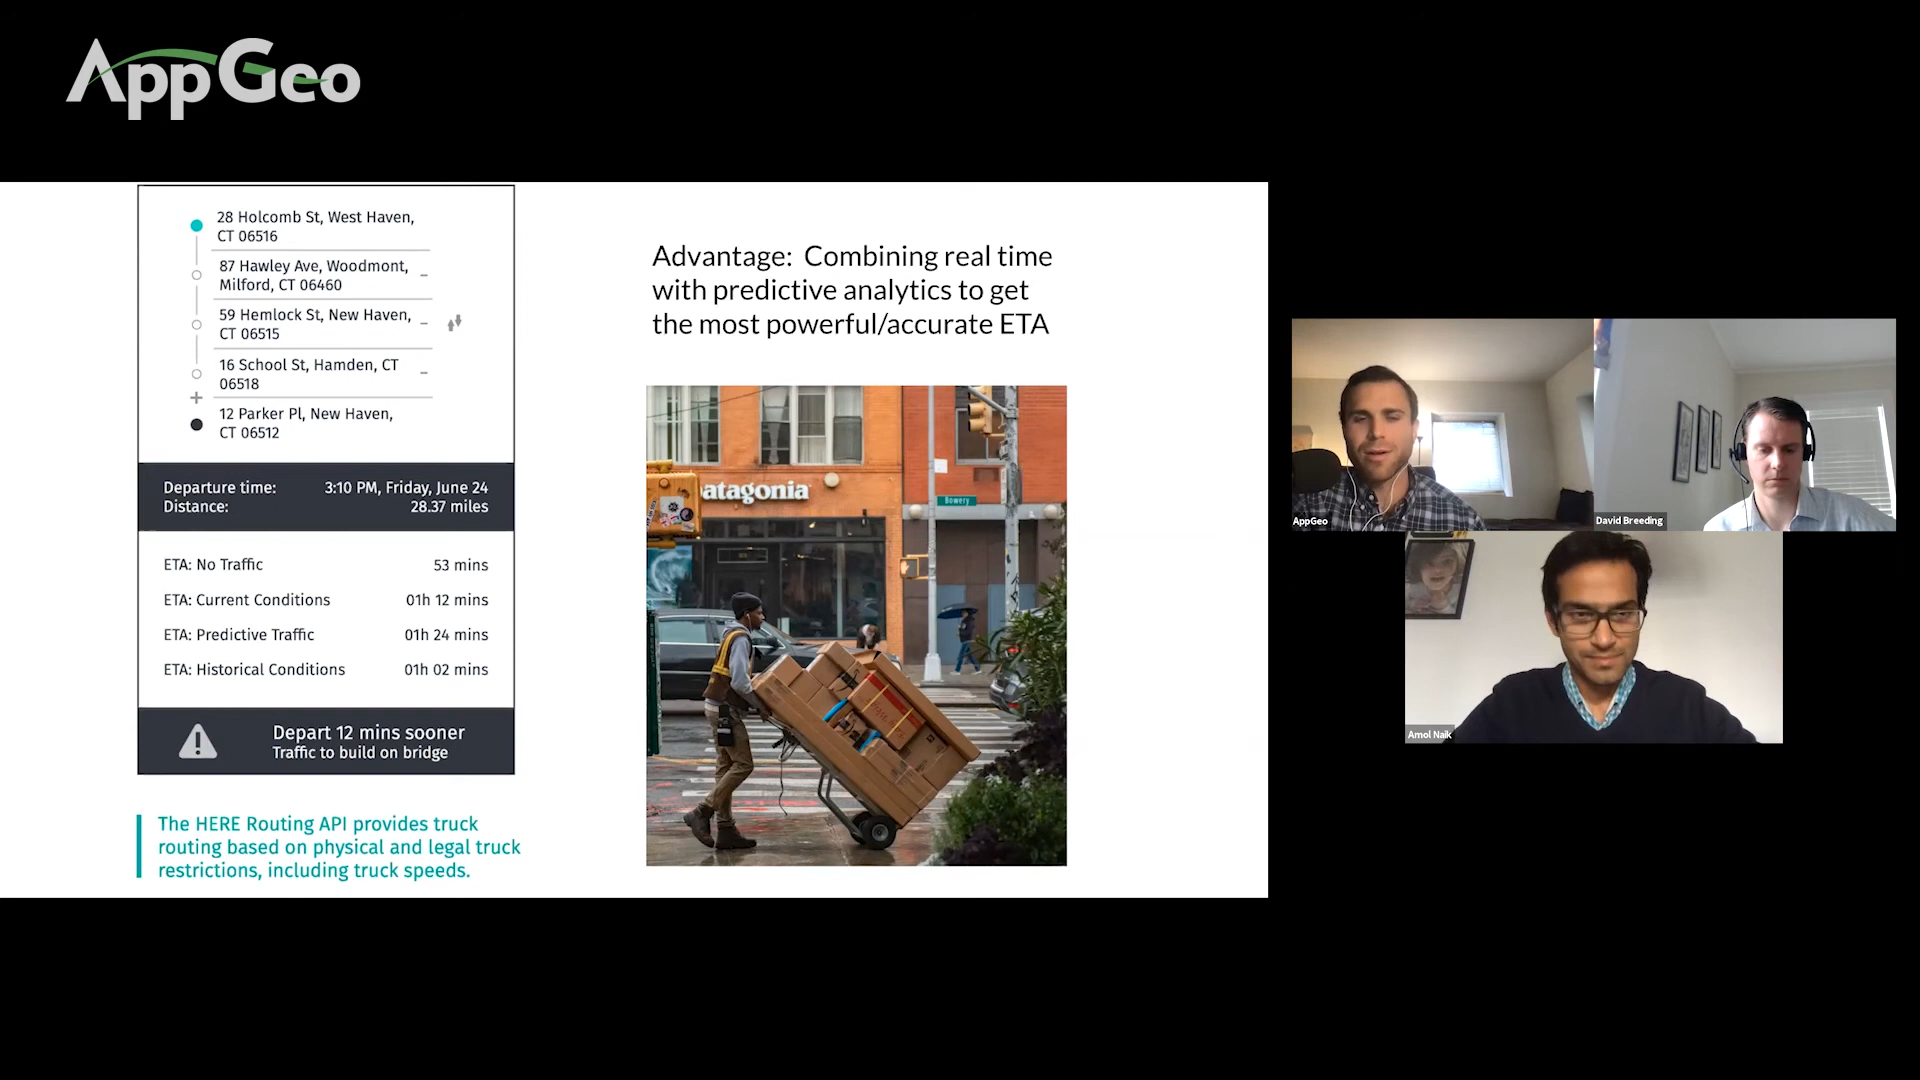 AppGeo
28 Holcomb St, West Haven,
CT 06516
87 Hawley Ave, Woodmont,
Milford, CT 06460
59 Hemlock St, New Haven,
CT 06515
16 School St, Hamden, CT
06518
12 Parker Pl, New Haven,
CT 06512
Departure time: 3:10 PM, Friday, June 24
Distance: 28.37 miles
ETA: No Traffic 53 mins
ETA: Current Conditions 01h 12 mins
ETA: Predictive Traffic 01h 24 mins
ETA: Historical Conditions 01h 02 mins
Depart 12 mins sooner
Traffic to build on bridge
The HERE Routing API provides truck
routing based on physical and legal truck
restrictions, including truck speeds.
Advantage: Combining real time
with predictive analytics to get
the most powerful/accurate ETA
patagonia
Bowery
AppGeo
David Breeding
Amol Naik